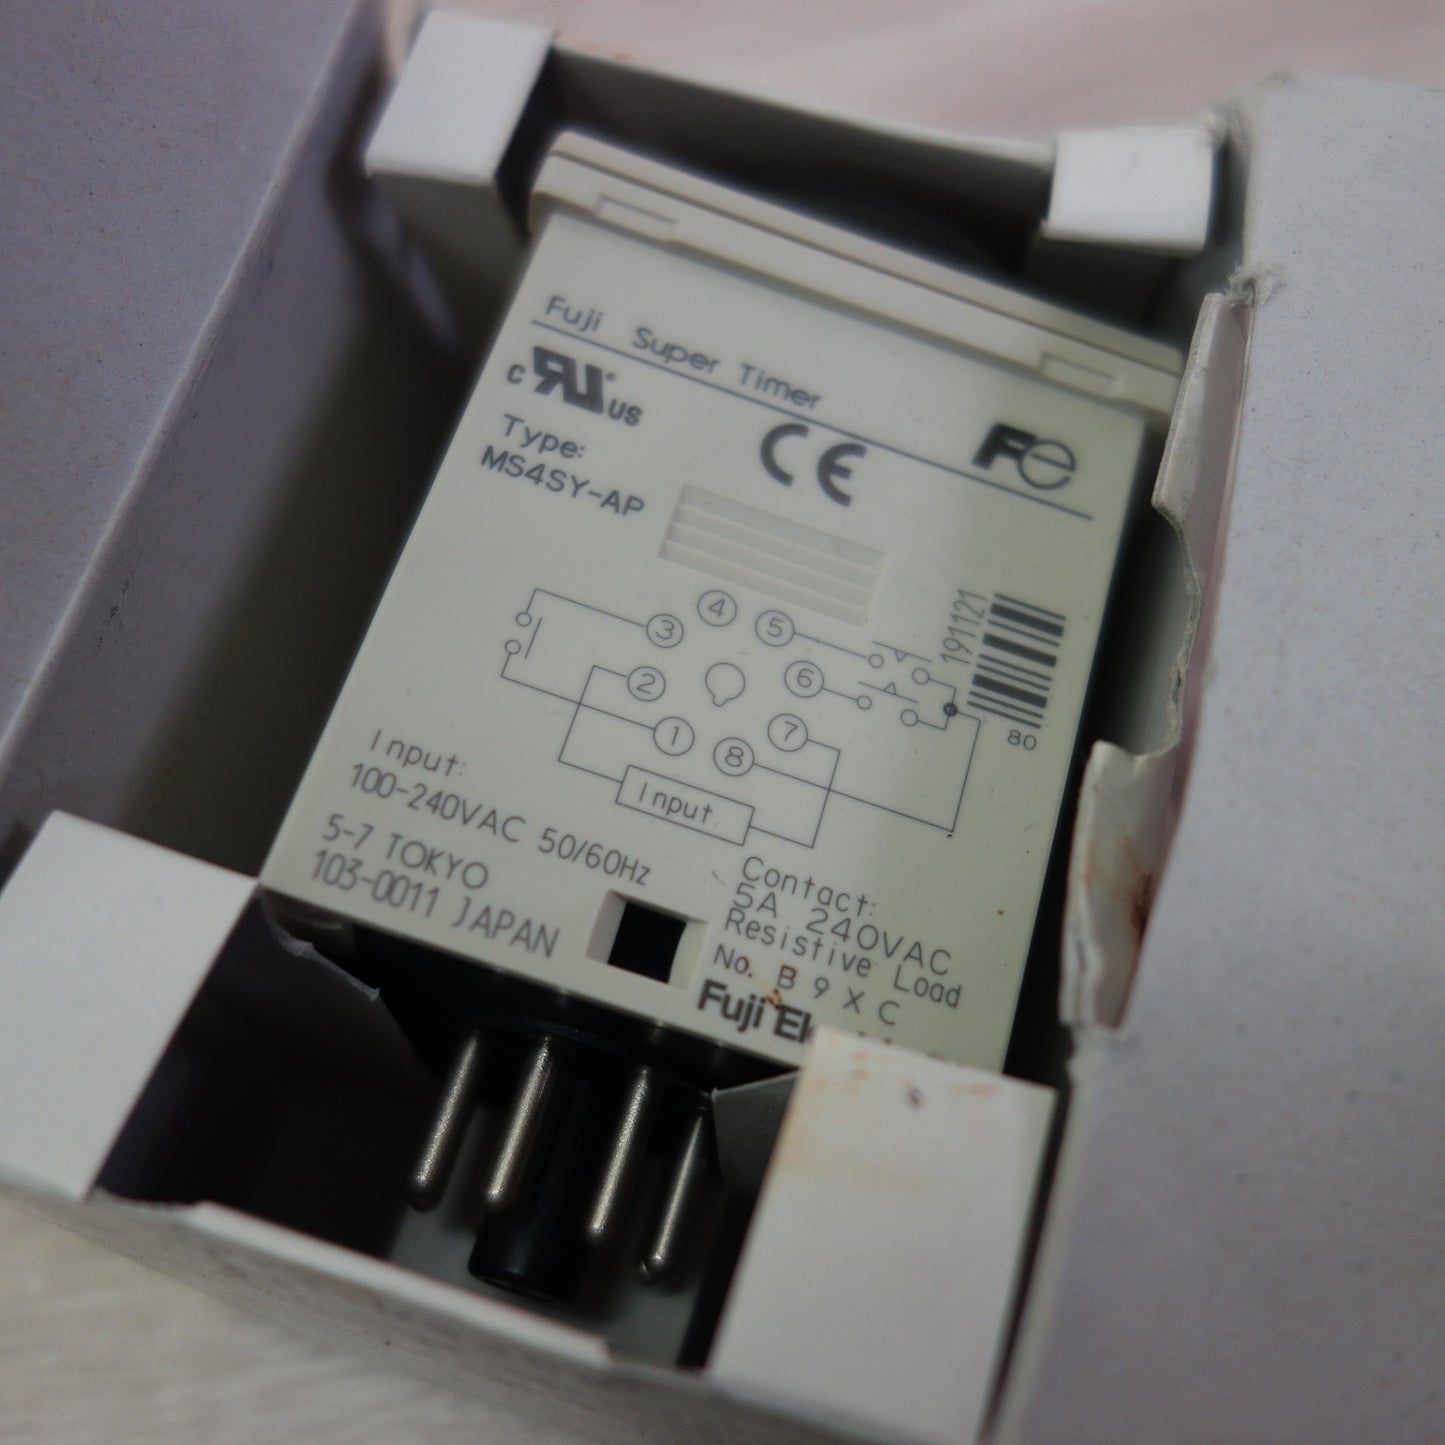 Fuji Super Timer
c RU US
CE
Fe
Type:
MS4SY-AP
191121
80
4
3
5
2
6
1
8
7
Input
Input:
100-240VAC 50/60Hz
5-7 TOKYO
103-0011 JAPAN
Contact:
5A 240VAC
Resistive Load
No. B 9 X C
Fuji